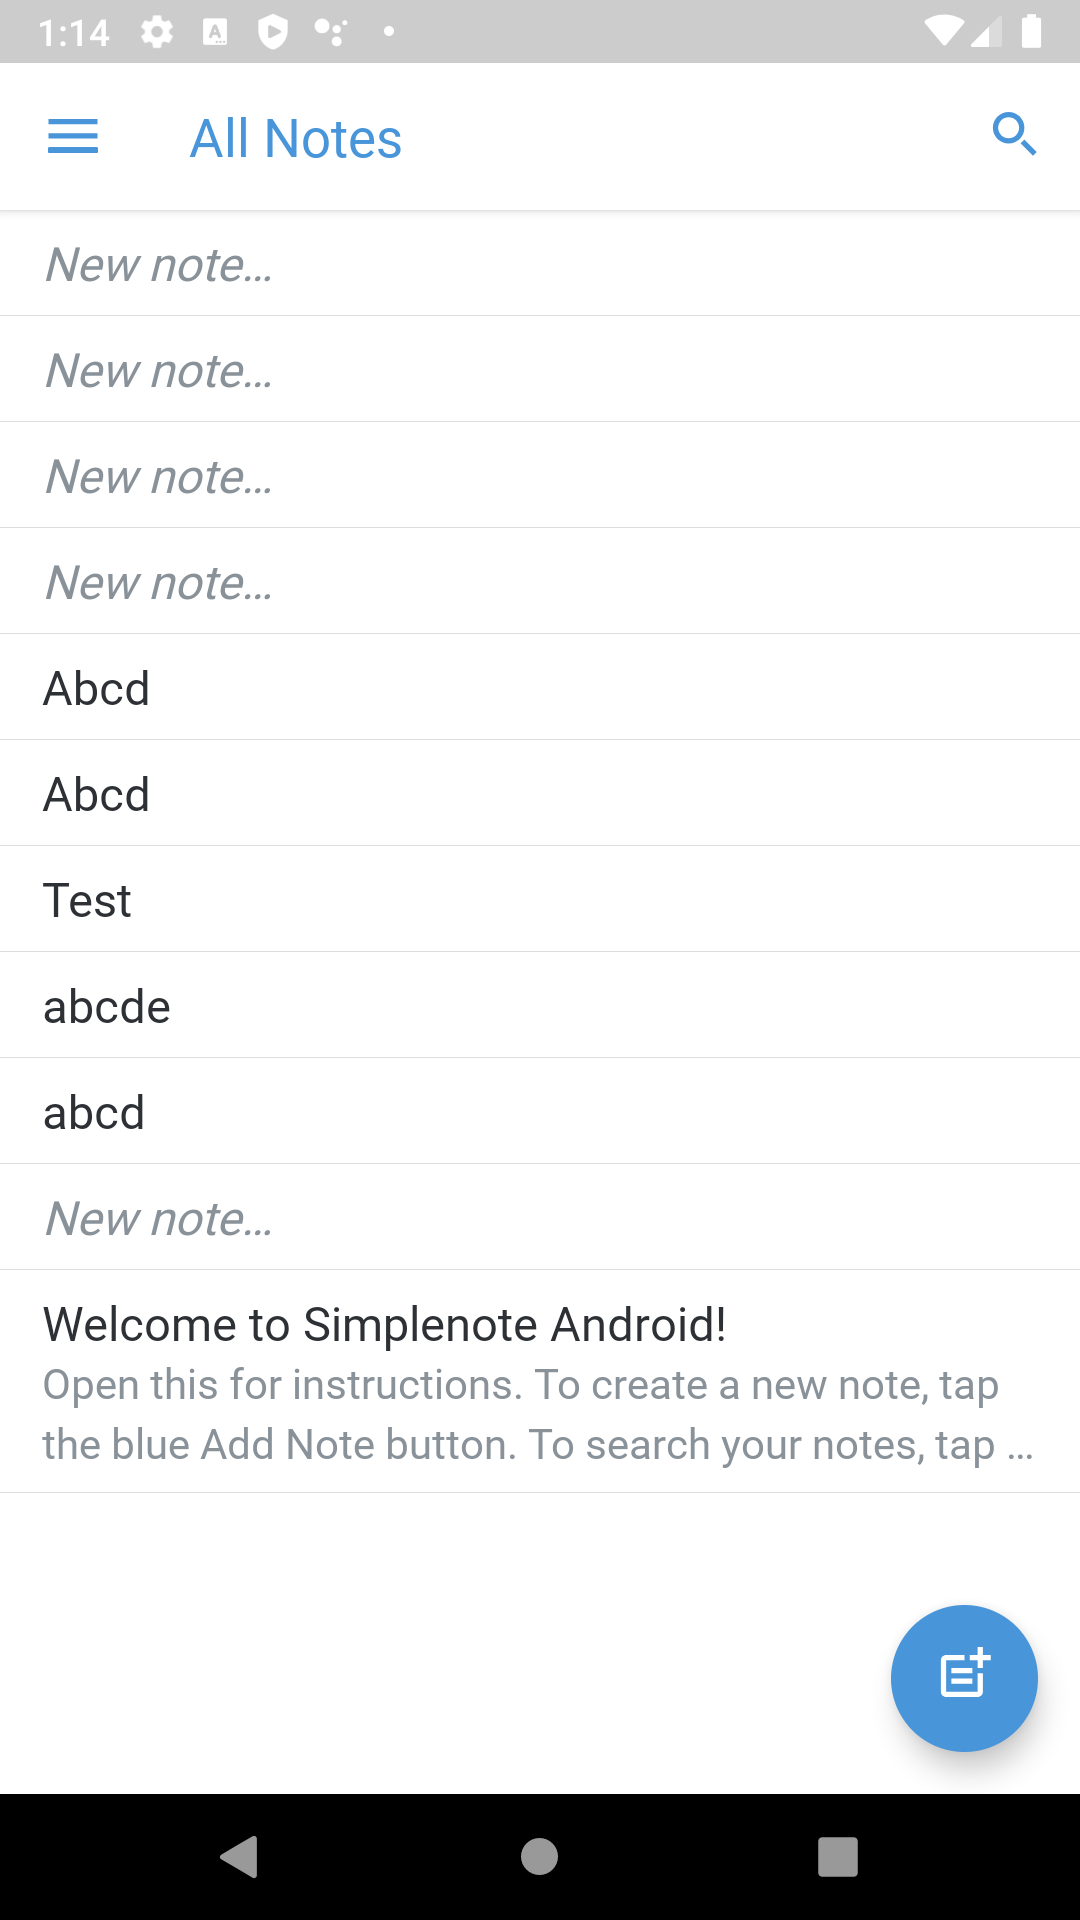 1:14
All Notes
New note…
New note…
New note…
New note…
Abcd
Abcd
Test
abcde
abcd
New note…
Welcome to Simplenote Android!
Open this for instructions. To create a new note, tap
the blue Add Note button. To search your notes, tap …